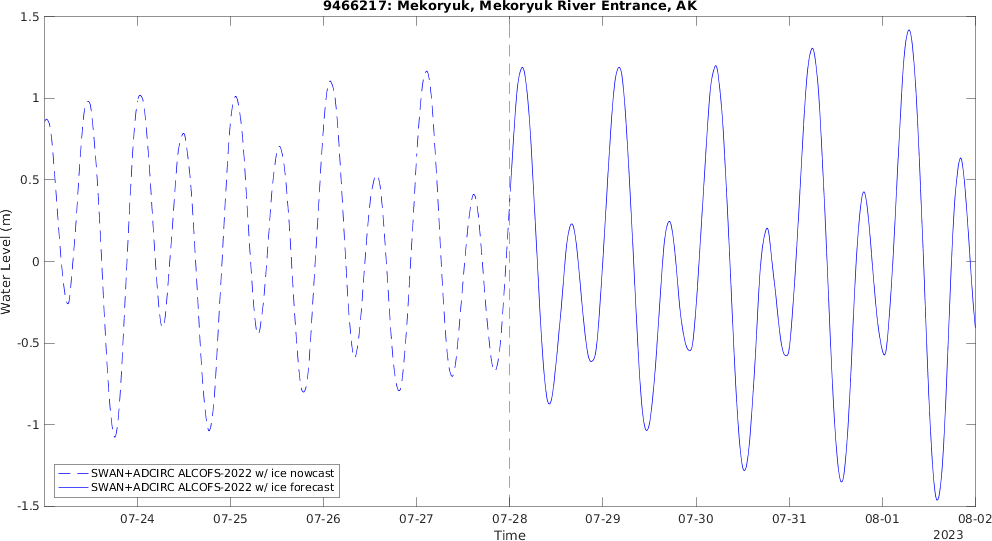 9466217: Mekoryuk, Mekoryuk River Entrance, AK
1.5
1
0.5
0
-0.5
-1
-1.5
Water Level (m)
SWAN+ADCIRC ALCOFS-2022 w/ ice nowcast
SWAN+ADCIRC ALCOFS-2022 w/ ice forecast
07-24 07-25 07-26 07-27 07-28 07-29 07-30 07-31 08-01 08-02
Time
2023